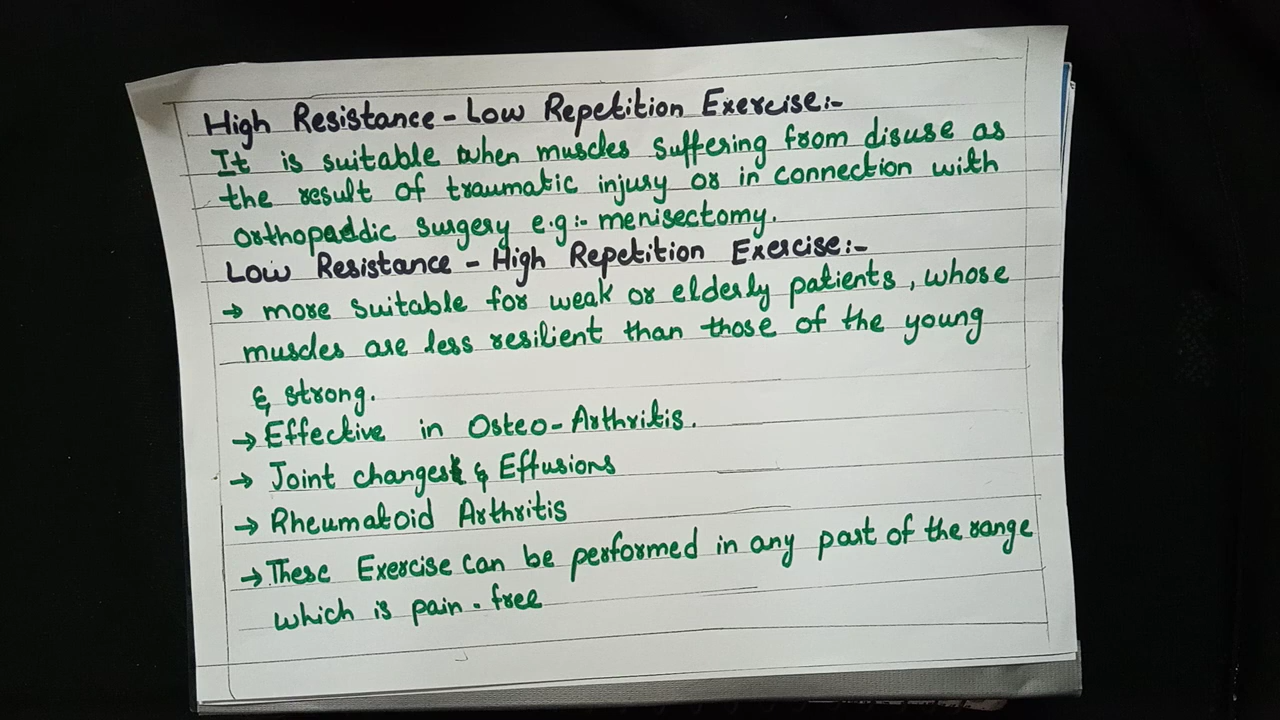 High Resistance - Low Repetition Exercise:-
It is suitable when muscles suffering from disuse as
the result of traumatic injury or in connection with
orthopaddic surgery e.g:- menisectomy.
Low Resistance - High Repetition Exercise:-
→ more suitable for weak or elderly patients, whose
muscles are less resilient than those of the young
& strong.
→ Effective in Osteo-Arthritis.
→ Joint changes & Effusions
→ Rheumatoid Arthritis
→ These Exercise can be performed in any part of the range
which is pain-free